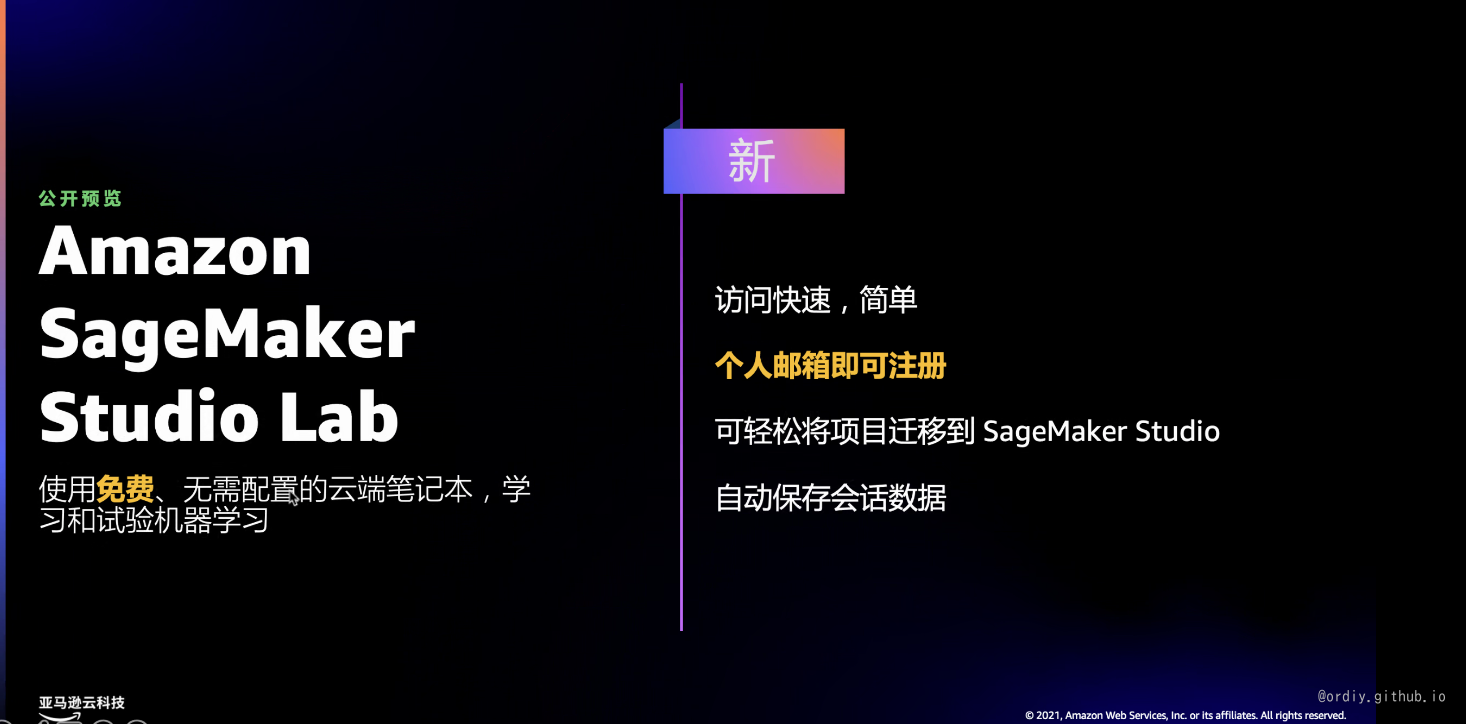 公开预览
Amazon
SageMaker
Studio Lab
使用免费、无需配置的云端笔记本，学
习和试验机器学习
新
访问快速，简单
个人邮箱即可注册
可轻松将项目迁移到 SageMaker Studio
自动保存会话数据
亚马逊云科技
@ordiy.github.io
© 2021, Amazon Web Services, Inc. or its affiliates. All rights reserved.